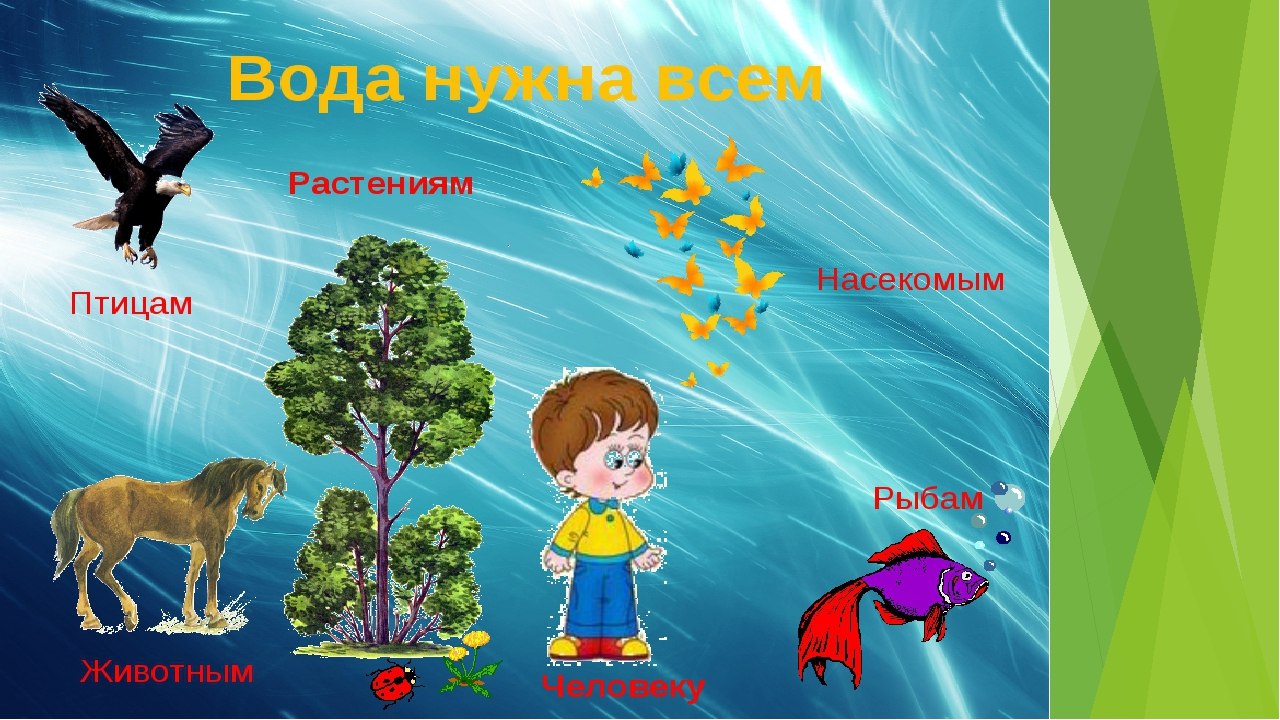 Вода нужна всем
Растениям
Насекомым
Птицам
Рыбам
Животным
Человеку